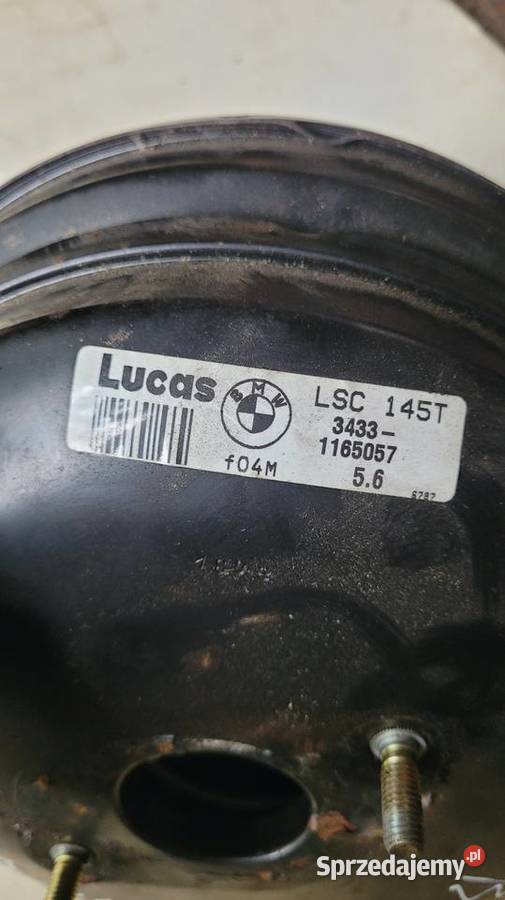 Lucas
BMW
LSC 145T
3433-
1165057
f04M
5.6
Sprzedajemy.pl